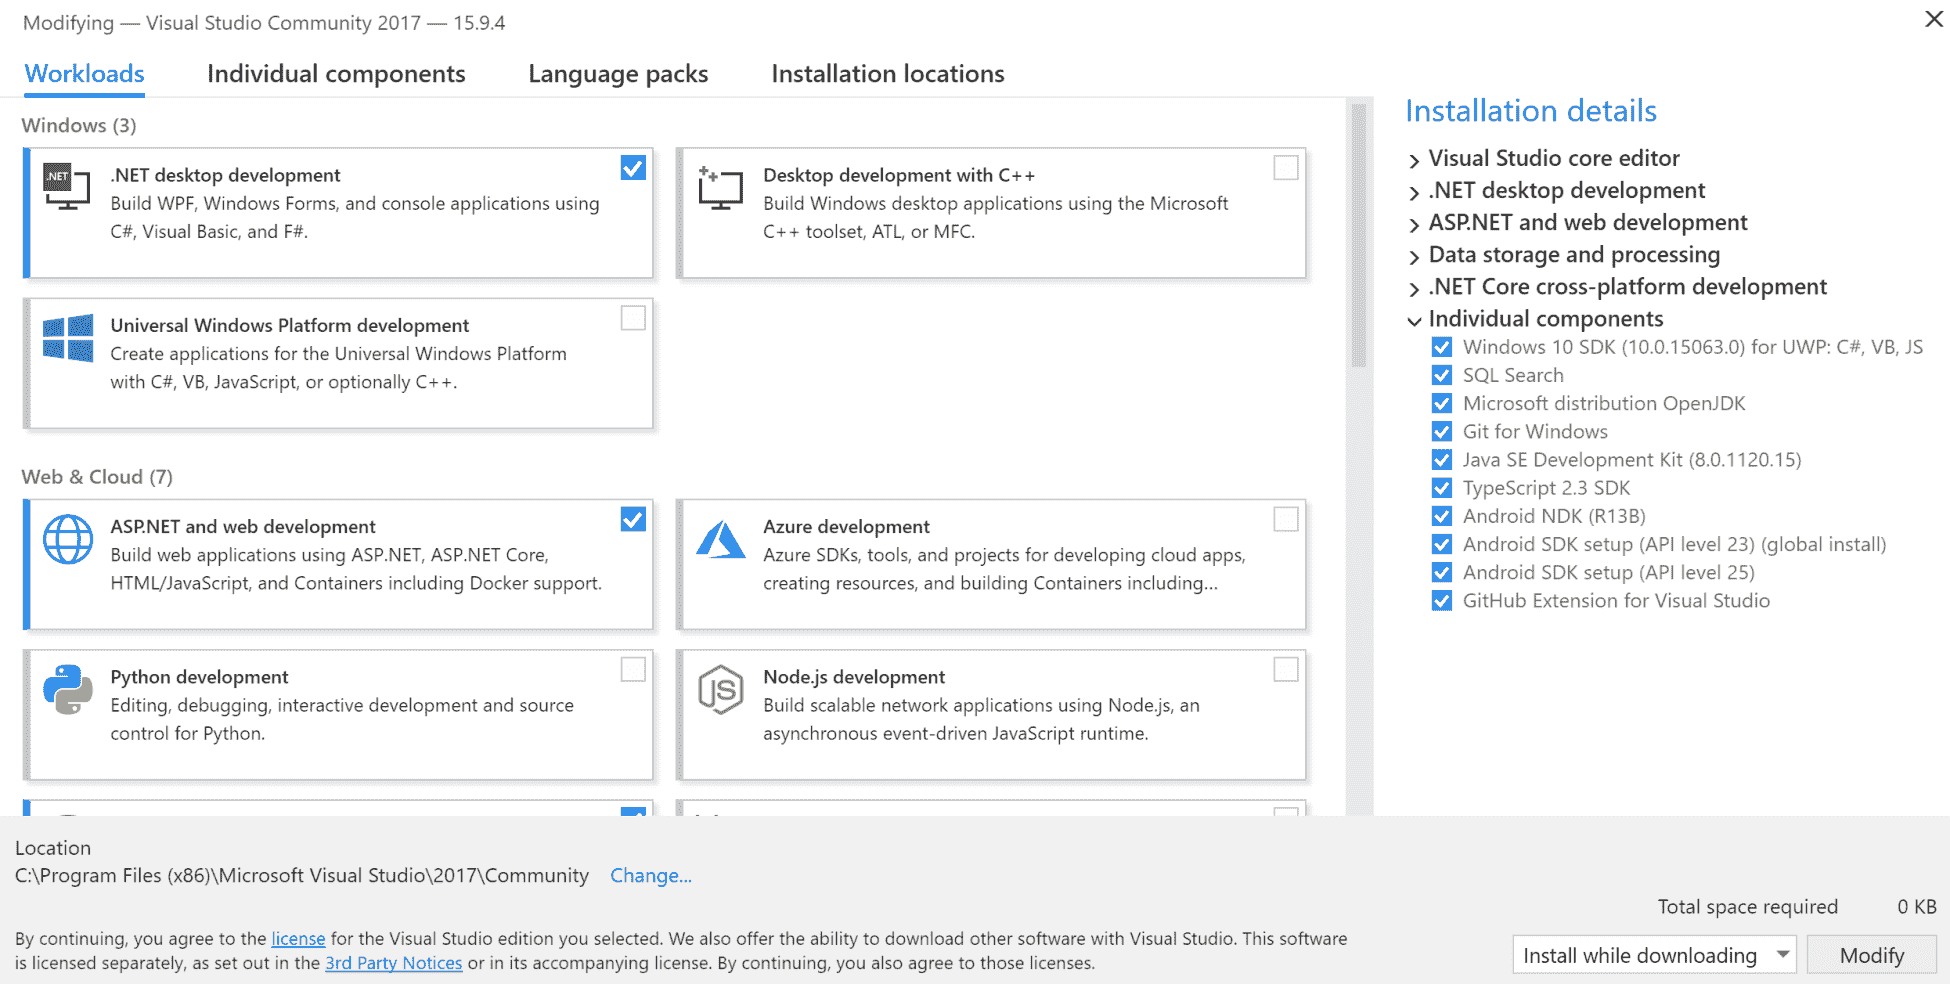 Modifying — Visual Studio Community 2017 — 15.9.4
Workloads
Individual components
Language packs
Installation locations
Windows (3)
.NET
.NET desktop development
Build WPF, Windows Forms, and console applications using
C#, Visual Basic, and F#.
Desktop development with C++
Build Windows desktop applications using the Microsoft
C++ toolset, ATL, or MFC.
Universal Windows Platform development
Create applications for the Universal Windows Platform
with C#, VB, JavaScript, or optionally C++.
Web & Cloud (7)
ASP.NET and web development
Build web applications using ASP.NET, ASP.NET Core,
HTML/JavaScript, and Containers including Docker support.
Azure development
Azure SDKs, tools, and projects for developing cloud apps,
creating resources, and building Containers including...
Python development
Editing, debugging, interactive development and source
control for Python.
JS
Node.js development
Build scalable network applications using Node.js, an
asynchronous event-driven JavaScript runtime.
Installation details
Visual Studio core editor
.NET desktop development
ASP.NET and web development
Data storage and processing
.NET Core cross-platform development
Individual components
Windows 10 SDK (10.0.15063.0) for UWP: C#, VB, JS
SQL Search
Microsoft distribution OpenJDK
Git for Windows
Java SE Development Kit (8.0.1120.15)
TypeScript 2.3 SDK
Android NDK (R13B)
Android SDK setup (API level 23) (global install)
Android SDK setup (API level 25)
GitHub Extension for Visual Studio
Location
C:\Program Files (x86)\Microsoft Visual Studio\2017\Community Change...
Total space required 0 KB
By continuing, you agree to the license for the Visual Studio edition you selected. We also offer the ability to download other software with Visual Studio. This software
is licensed separately, as set out in the 3rd Party Notices or in its accompanying license. By continuing, you also agree to those licenses.
Install while downloading
Modify